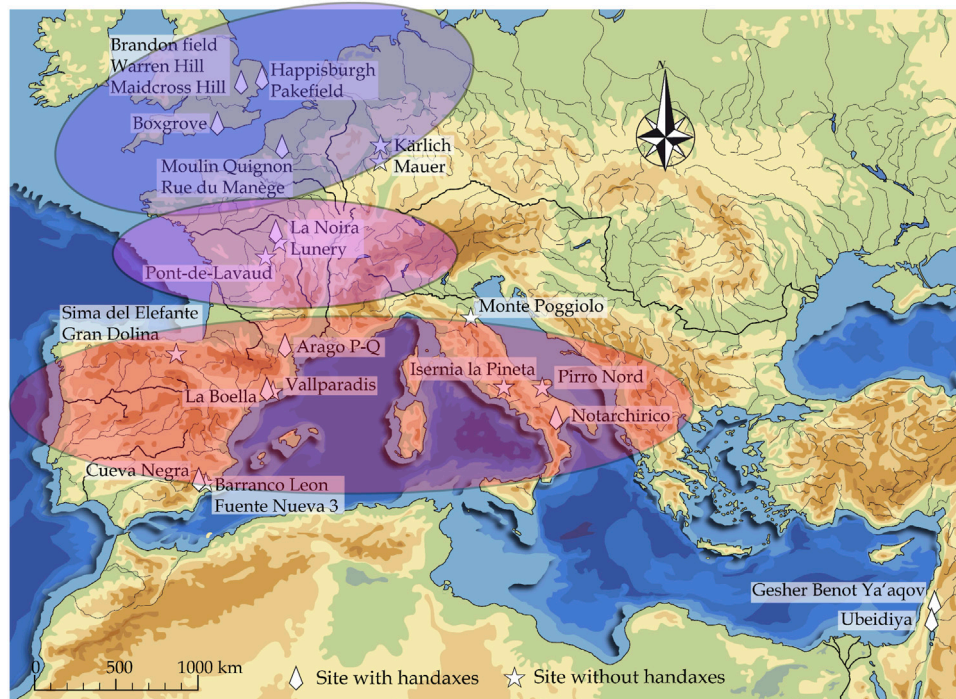 N
Brandon field
Warren Hill
Maidcross Hill
Happisburgh
Pakefield
Boxgrove
Moulin Quignon
Rue du Manège
Kärlich
Mauer
La Noira
Lunery
Pont-de-Lavaud
Monte Poggiolo
Sima del Elefante
Gran Dolina
Arago P-Q
Isernia la Pineta
Pirro Nord
La Boella
Vallparadis
Notarchirico
Cueva Negra
Barranco Leon
Fuente Nueva 3
Gesher Benot Ya‘aqov
Ubeidiya
0 500 1000 km
Site with handaxes
Site without handaxes